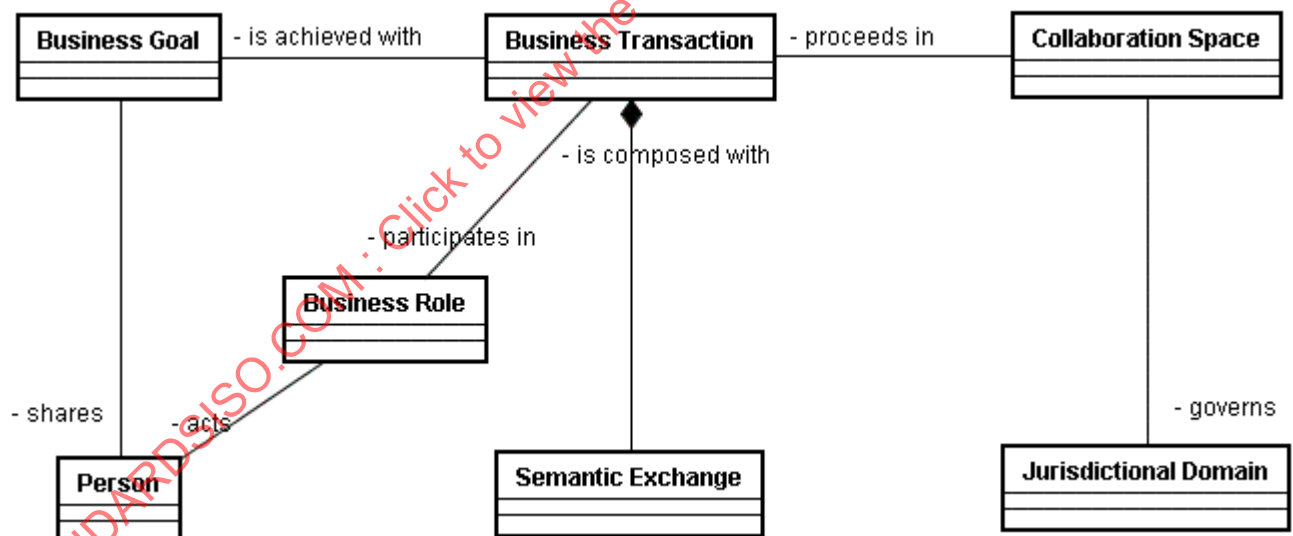 Business Goal
- is achieved with
Business Transaction
- proceeds in
Collaboration Space
- is composed with
- participates in
Business Role
- shares
- acts
- governs
Person
Semantic Exchange
Jurisdictional Domain
NDARDSISO.COM : Click to view the